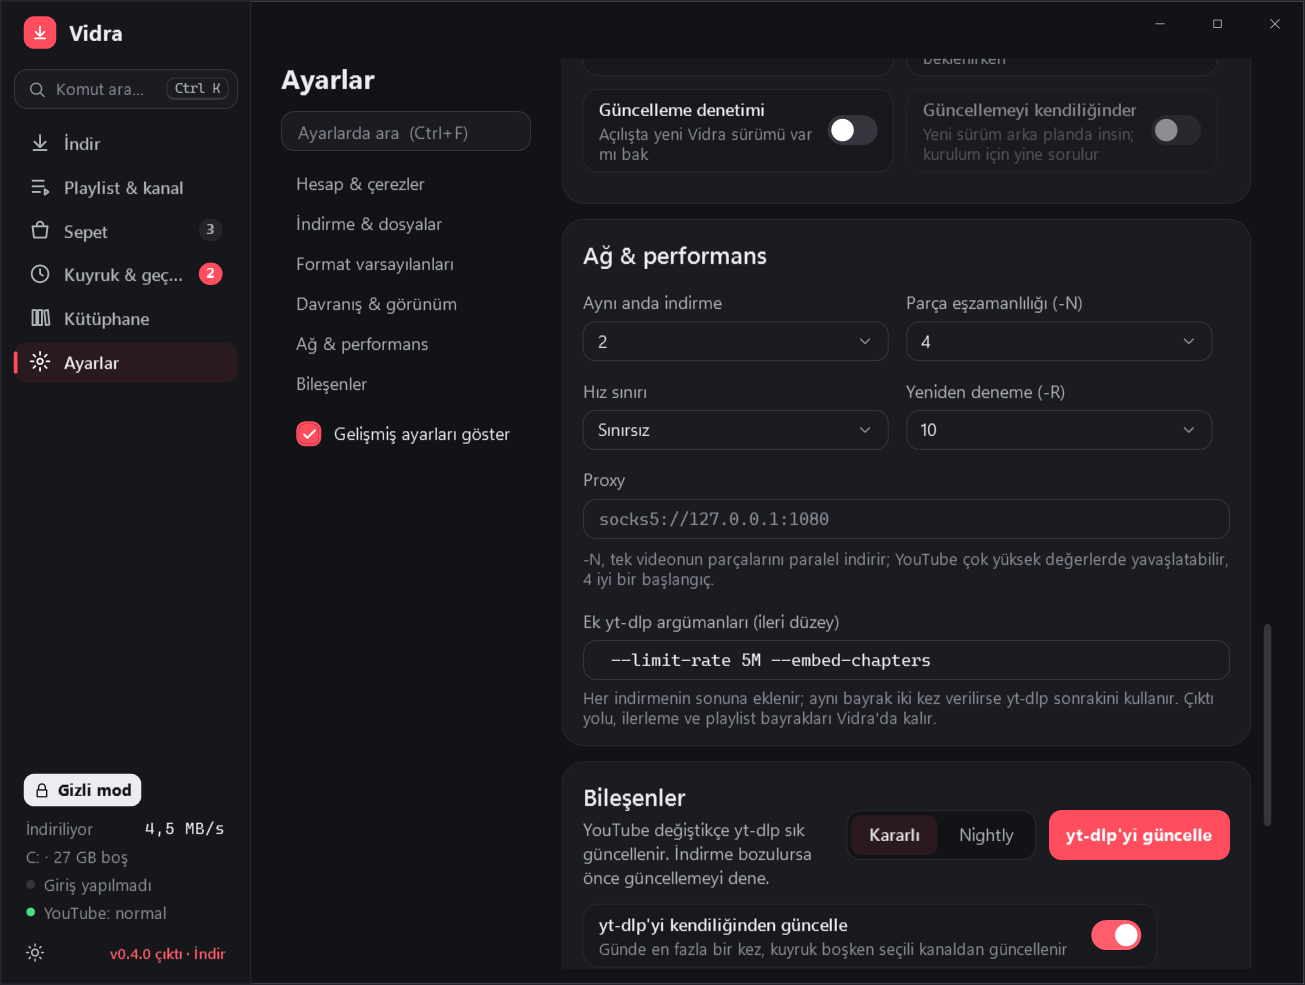 Vidra
Komut ara...
Ctrl K
İndir
Playlist & kanal
Sepet
3
Kuyruk & geç...
2
Kütüphane
Ayarlar
Gizli mod
İndiriliyor
4,5 MB/s
C: · 27 GB boş
Giriş yapılmadı
YouTube: normal
v0.4.0 çıktı · İndir
Ayarlar
Ayarlarda ara (Ctrl+F)
Hesap & çerezler
İndirme & dosyalar
Format varsayılanları
Davranış & görünüm
Ağ & performans
Bileşenler
Gelişmiş ayarları göster
beklenirken
Güncelleme denetimi
Açılışta yeni Vidra sürümü var
mı bak
Güncellemeyi kendiliğinden
Yeni sürüm arka planda insin;
kurulum için yine sorulur
Ağ & performans
Aynı anda indirme
2
Parça eşzamanlılığı (-N)
4
Hız sınırı
Sınırsız
Yeniden deneme (-R)
10
Proxy
socks5://127.0.0.1:1080
-N, tek videonun parçalarını paralel indirir; YouTube çok yüksek değerlerde yavaşlatabilir,
4 iyi bir başlangıç.
Ek yt-dlp argümanları (ileri düzey)
--limit-rate 5M --embed-chapters
Her indirmenin sonuna eklenir; aynı bayrak iki kez verilirse yt-dlp sonrakini kullanır. Çıktı
yolu, ilerleme ve playlist bayrakları Vidra'da kalır.
Bileşenler
YouTube değiştikçe yt-dlp sık
güncellenir. İndirme bozulursa
önce güncellemeyi dene.
Kararlı
Nightly
yt-dlp'yi güncelle
yt-dlp'yi kendiliğinden güncelle
Günde en fazla bir kez, kuyruk boşken seçili kanaldan güncellenir